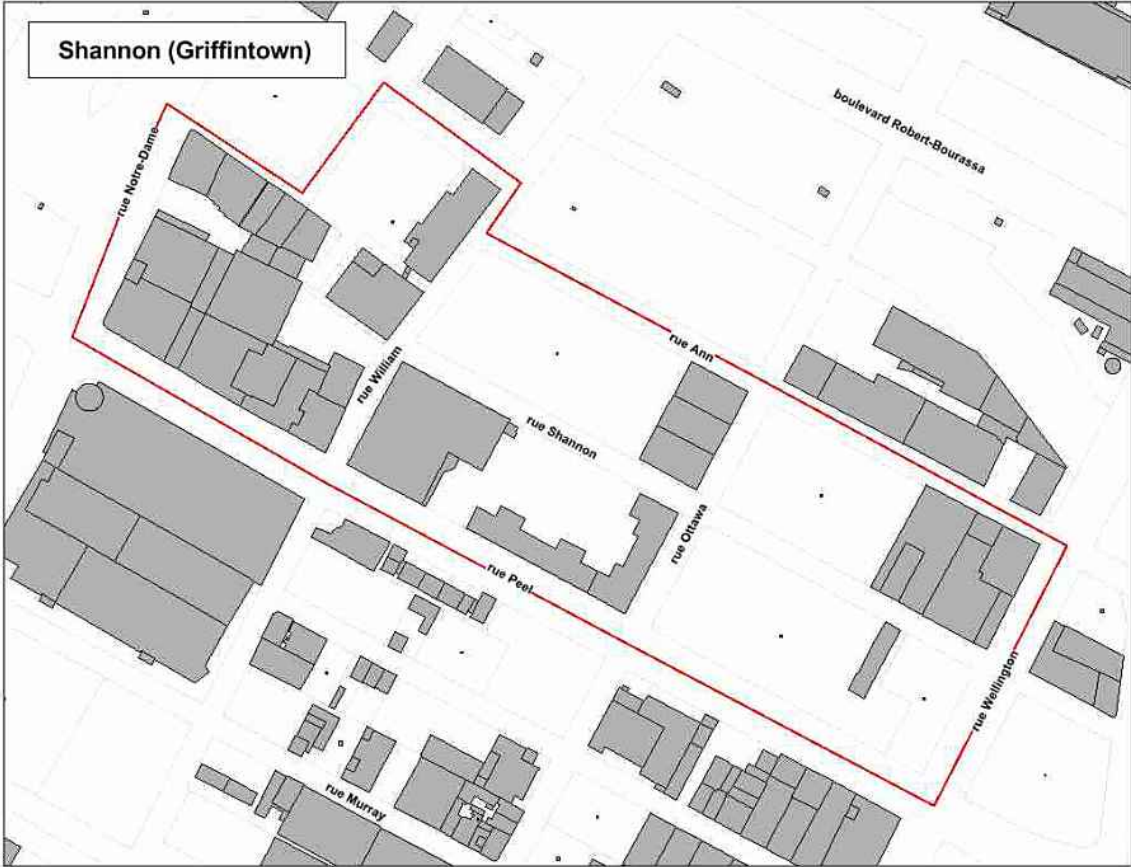 Shannon (Griffintown)
boulevard Robert-Bourassa
rue Notre-Dame
rue Ann
rue William
rue Shannon
rue Ottawa
rue Peel
rue Wellington
rue Murray